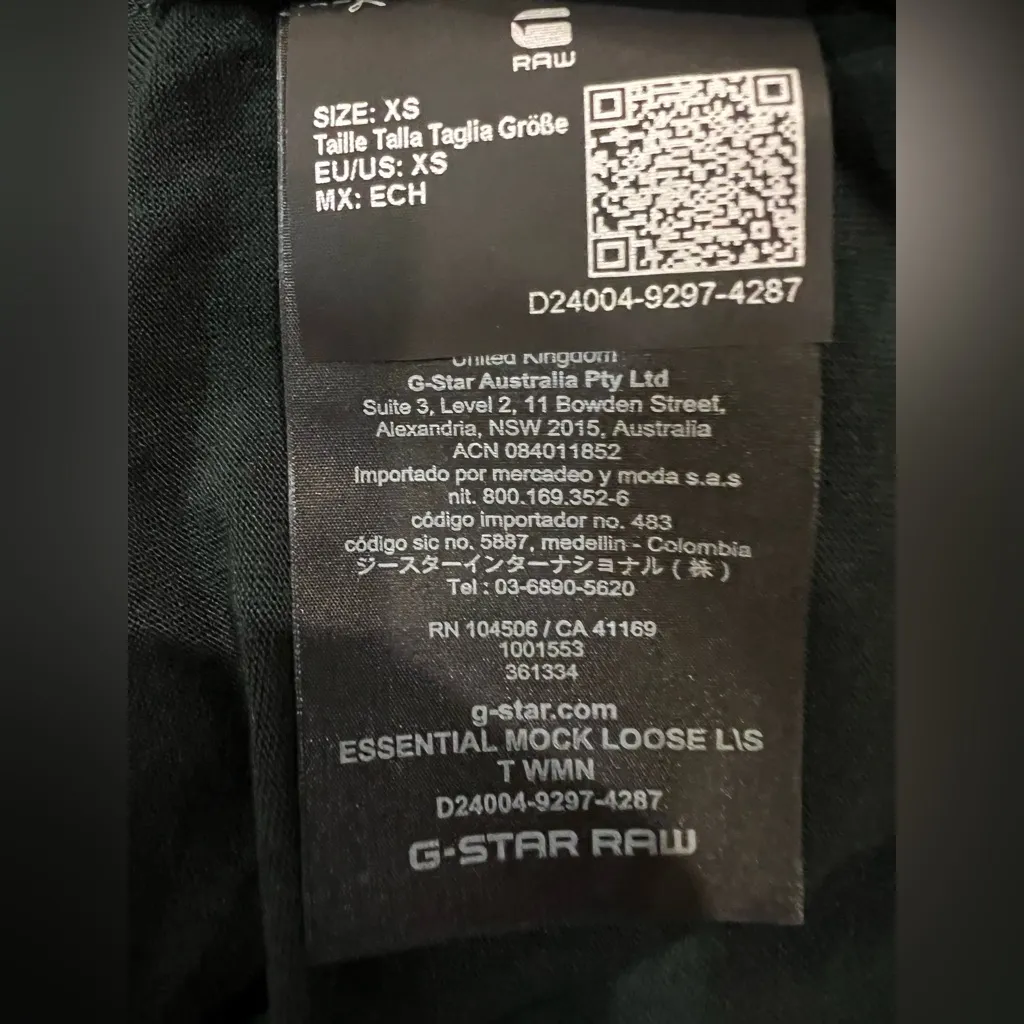 RAW
SIZE: XS
Taille Talla Taglia Größe
EU/US: XS
MX: ECH
D24004-9297-4287
United Kingdom
G-Star Australia Pty Ltd
Suite 3, Level 2, 11 Bowden Street,
Alexandria, NSW 2015, Australia
ACN 084011852
Importado por mercadeo y moda s.a.s
nit. 800.169.352-6
código importador no. 483
código sic no. 5887, medellin - Colombia
ジースターインターナショナル ( 株 )
Tel : 03-6890-5620
RN 104506 / CA 41169
1001553
361334
g-star.com
ESSENTIAL MOCK LOOSE L\S
T WMN
D24004-9297-4287
G-STAR RAW